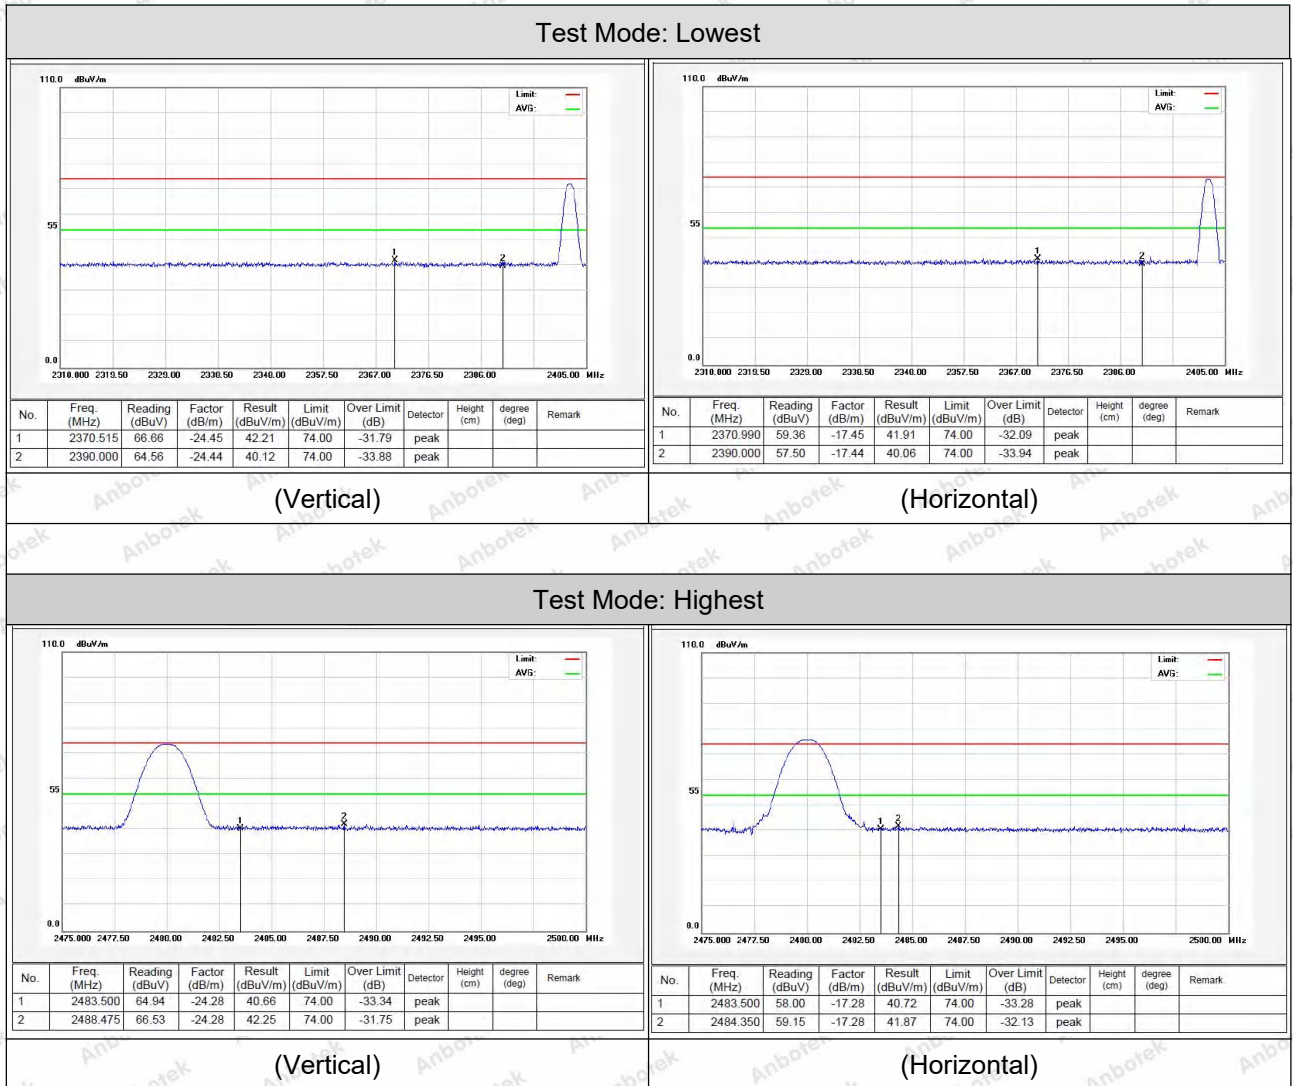 Test Mode: Lowest
110.0 dBuV/m
Limit:
AVG:
55
0.0
2310.000 2319.50 2329.00 2338.50 2348.00 2357.50 2367.00 2376.50 2386.00 2405.00 MHz
No. Freq. (MHz) Reading (dBuV) Factor (dB/m) Result (dBuV/m) Limit (dBuV/m) Over Limit (dB) Detector Height (cm) degree (deg) Remark
1 2370.515 66.66 -24.45 42.21 74.00 -31.79 peak
2 2390.000 64.56 -24.44 40.12 74.00 -33.88 peak
(Vertical)
110.0 dBuV/m
Limit:
AVG:
55
0.0
2310.000 2319.50 2329.00 2338.50 2348.00 2357.50 2367.00 2376.50 2386.00 2405.00 MHz
No. Freq. (MHz) Reading (dBuV) Factor (dB/m) Result (dBuV/m) Limit (dBuV/m) Over Limit (dB) Detector Height (cm) degree (deg) Remark
1 2370.990 59.36 -17.45 41.91 74.00 -32.09 peak
2 2390.000 57.50 -17.44 40.06 74.00 -33.94 peak
(Horizontal)
Test Mode: Highest
110.0 dBuV/m
Limit:
AVG:
55
0.0
2475.000 2477.50 2480.00 2482.50 2485.00 2487.50 2490.00 2492.50 2495.00 2500.00 MHz
No. Freq. (MHz) Reading (dBuV) Factor (dB/m) Result (dBuV/m) Limit (dBuV/m) Over Limit (dB) Detector Height (cm) degree (deg) Remark
1 2483.500 64.94 -24.28 40.66 74.00 -33.34 peak
2 2488.475 66.53 -24.28 42.25 74.00 -31.75 peak
(Vertical)
110.0 dBuV/m
Limit:
AVG:
55
0.0
2475.000 2477.50 2480.00 2482.50 2485.00 2487.50 2490.00 2492.50 2495.00 2500.00 MHz
No. Freq. (MHz) Reading (dBuV) Factor (dB/m) Result (dBuV/m) Limit (dBuV/m) Over Limit (dB) Detector Height (cm) degree (deg) Remark
1 2483.500 58.00 -17.28 40.72 74.00 -33.28 peak
2 2484.350 59.15 -17.28 41.87 74.00 -32.13 peak
(Horizontal)
Anbotek